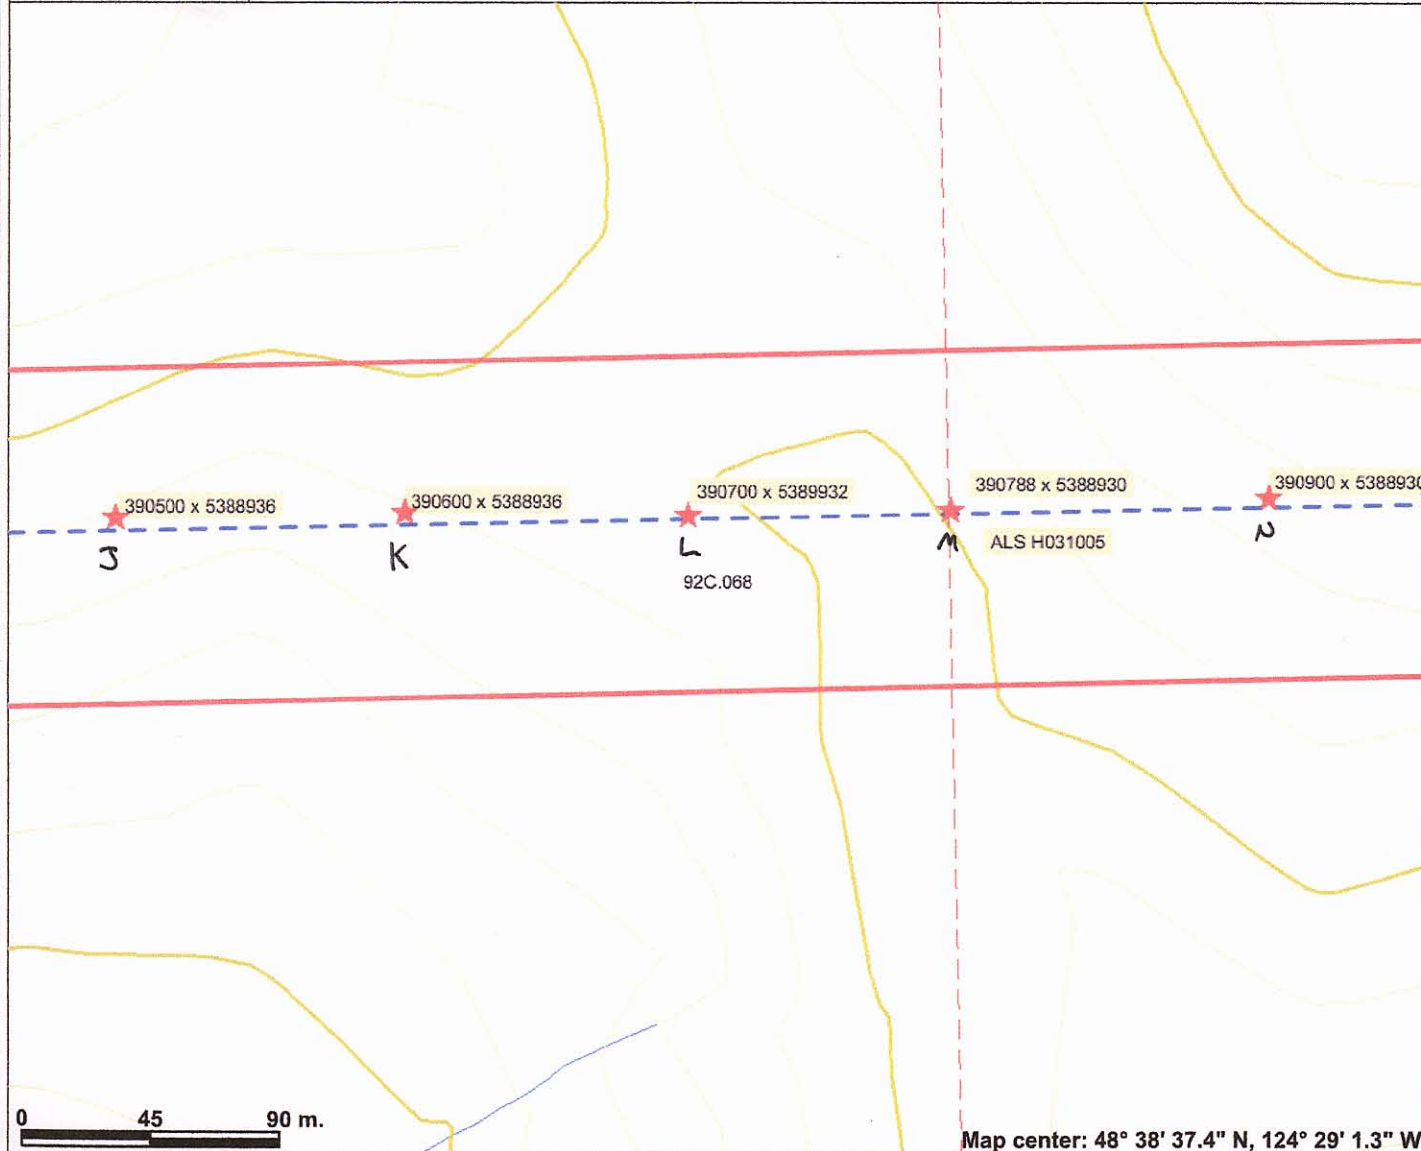 390500 x 5388936
390600 x 5388936
390700 x 5389932
390788 x 5388930
390900 x 5388930
J
K
L
M
N
ALS H031005
92C.068
0 45 90 m.
Map center: 48° 38' 37.4" N, 124° 29' 1.3" W